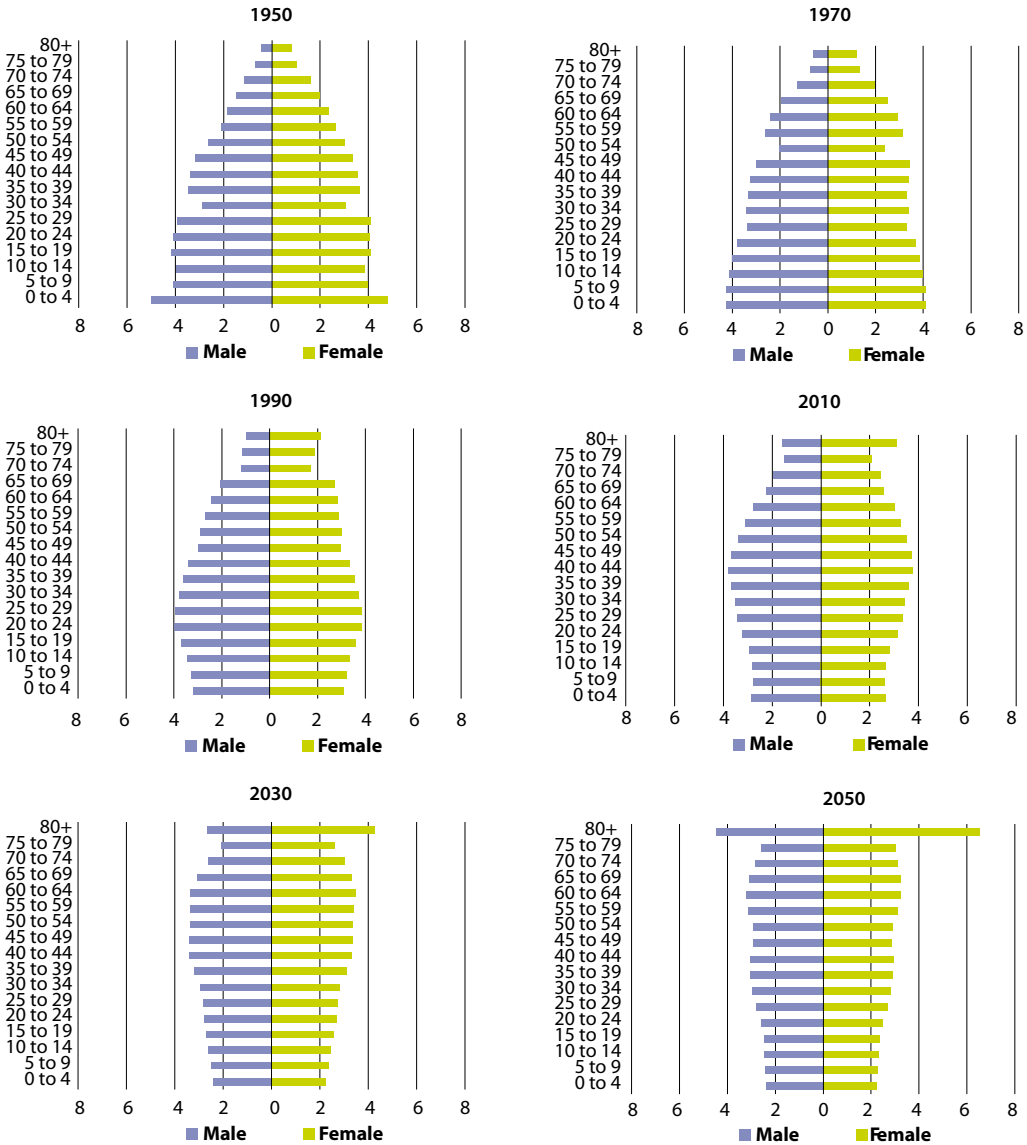 1950
80+
75 to 79
70 to 74
65 to 69
60 to 64
55 to 59
50 to 54
45 to 49
40 to 44
35 to 39
30 to 34
25 to 29
20 to 24
15 to 19
10 to 14
5 to 9
0 to 4
8 6 4 2 0 2 4 6 8
Male Female
1970
80+
75 to 79
70 to 74
65 to 69
60 to 64
55 to 59
50 to 54
45 to 49
40 to 44
35 to 39
30 to 34
25 to 29
20 to 24
15 to 19
10 to 14
5 to 9
0 to 4
8 6 4 2 0 2 4 6 8
Male Female
1990
80+
75 to 79
70 to 74
65 to 69
60 to 64
55 to 59
50 to 54
45 to 49
40 to 44
35 to 39
30 to 34
25 to 29
20 to 24
15 to 19
10 to 14
5 to 9
0 to 4
8 6 4 2 0 2 4 6 8
Male Female
2010
80+
75 to 79
70 to 74
65 to 69
60 to 64
55 to 59
50 to 54
45 to 49
40 to 44
35 to 39
30 to 34
25 to 29
20 to 24
15 to 19
10 to 14
5 to 9
0 to 4
8 6 4 2 0 2 4 6 8
Male Female
2030
80+
75 to 79
70 to 74
65 to 69
60 to 64
55 to 59
50 to 54
45 to 49
40 to 44
35 to 39
30 to 34
25 to 29
20 to 24
15 to 19
10 to 14
5 to 9
0 to 4
8 6 4 2 0 2 4 6 8
Male Female
2050
80+
75 to 79
70 to 74
65 to 69
60 to 64
55 to 59
50 to 54
45 to 49
40 to 44
35 to 39
30 to 34
25 to 29
20 to 24
15 to 19
10 to 14
5 to 9
0 to 4
8 6 4 2 0 2 4 6 8
Male Female